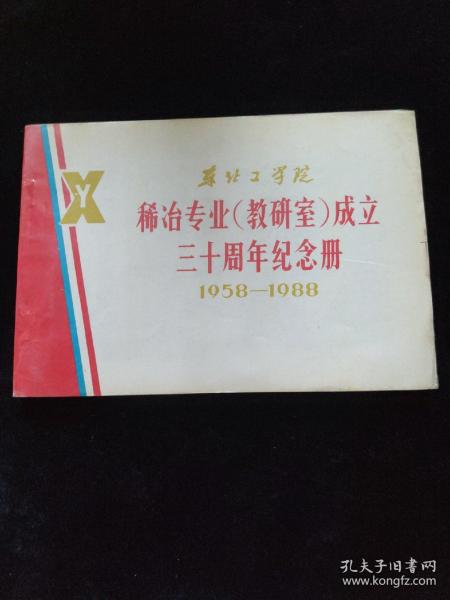 东北工学院
稀冶专业(教研室)成立
三十周年纪念册
1958—1988
孔夫子旧书网
www.kongfz.com